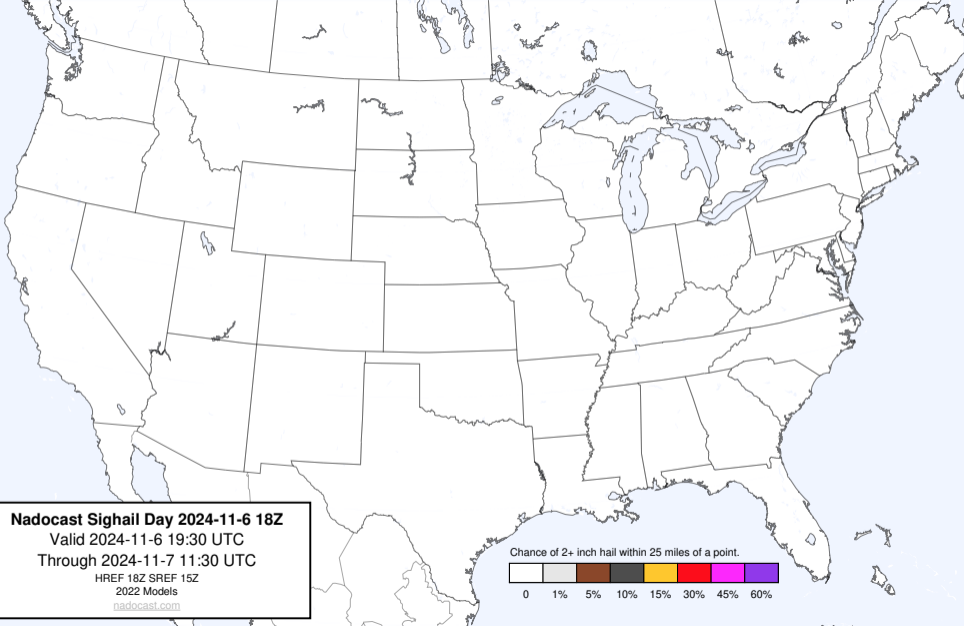 Nadocast Sighail Day 2024-11-6 18Z
Valid 2024-11-6 19:30 UTC
Through 2024-11-7 11:30 UTC
HREF 18Z SREF 15Z
2022 Models
nadocast.com
Chance of 2+ inch hail within 25 miles of a point.
0 1% 5% 10% 15% 30% 45% 60%